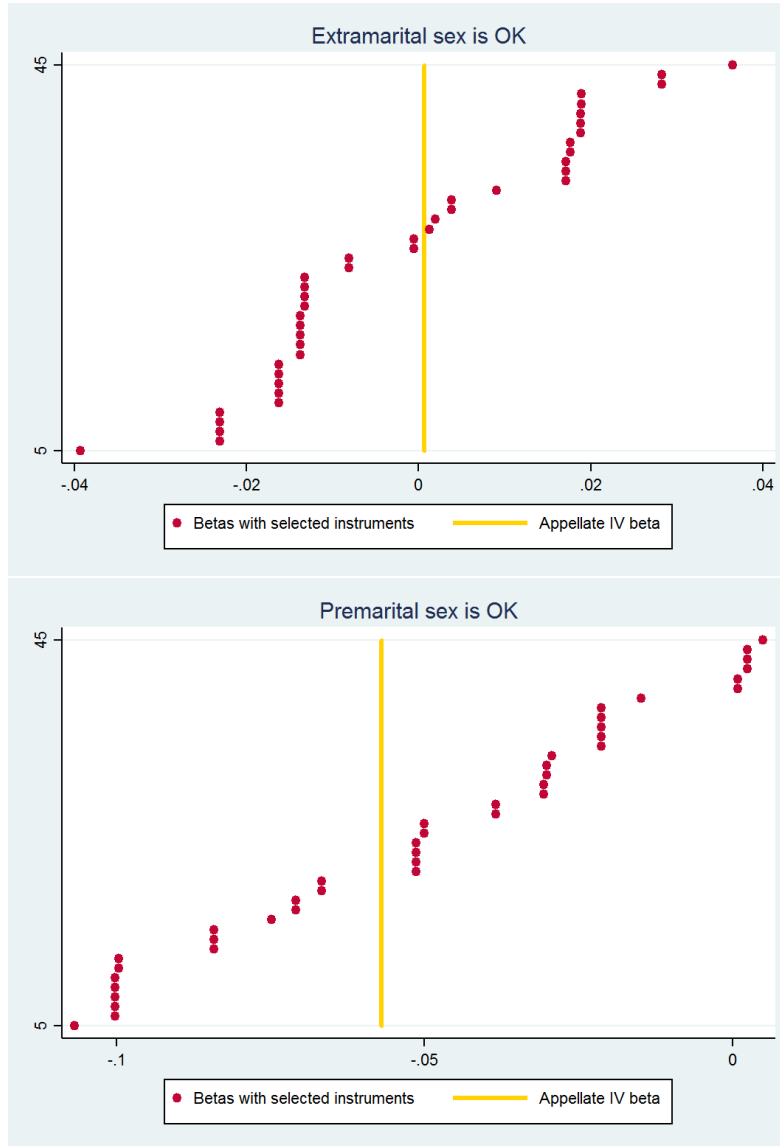 Extramarital sex is OK
45
5
-.04 -.02 0 .02 .04
Betas with selected instruments Appellate IV beta
Premarital sex is OK
45
5
-.1 -.05 0
Betas with selected instruments Appellate IV beta